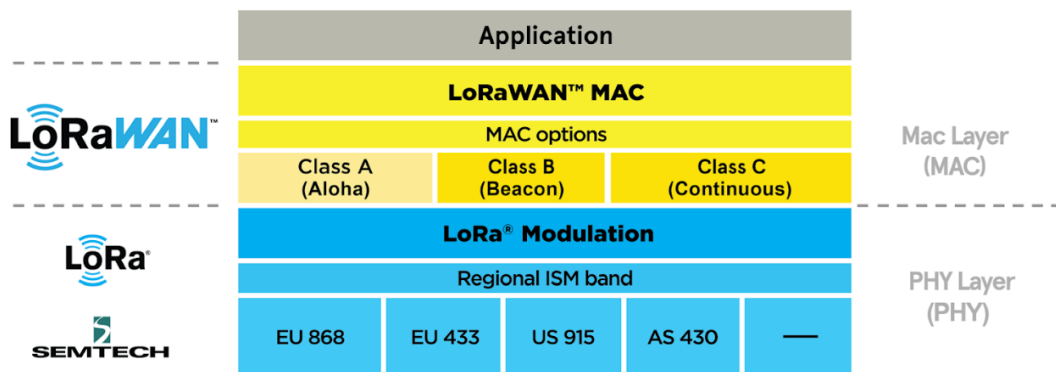 Application
LoRaWAN™ MAC
LoRaWAN™
MAC options
Mac Layer
(MAC)
Class A
(Aloha)
Class B
(Beacon)
Class C
(Continuous)
LoRa® Modulation
LoRa®
Regional ISM band
PHY Layer
(PHY)
SEMTECH
EU 868
EU 433
US 915
AS 430
—